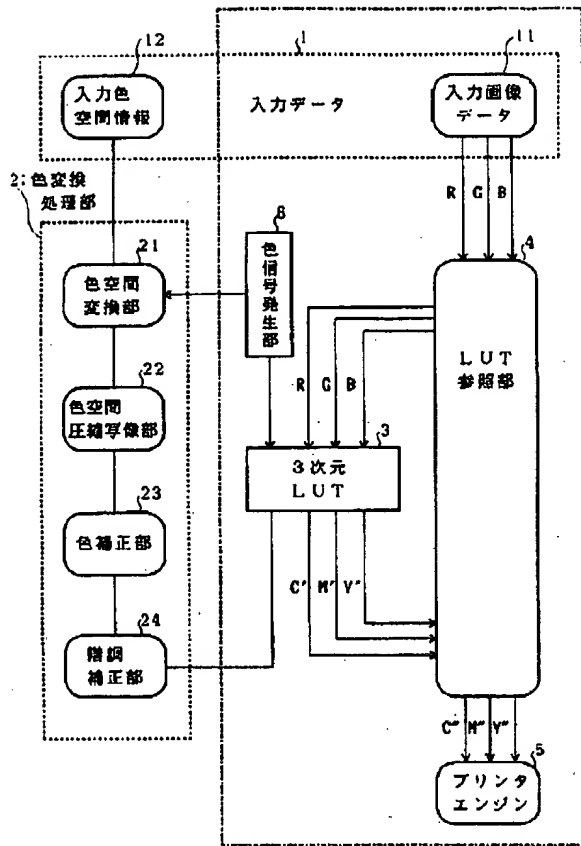 12
1
11
入力色
空間情報
入力データ
入力画像
データ
2:色変換
処理部
R G B
6
4
21
色空間
変換部
色信号発生部
LUT
参照部
22
R G B
色空間
圧縮写像部
3
3次元
LUT
23
色補正部
C' M' Y"
24
階調
補正部
C" M" Y"
5
プリンタ
エンジン